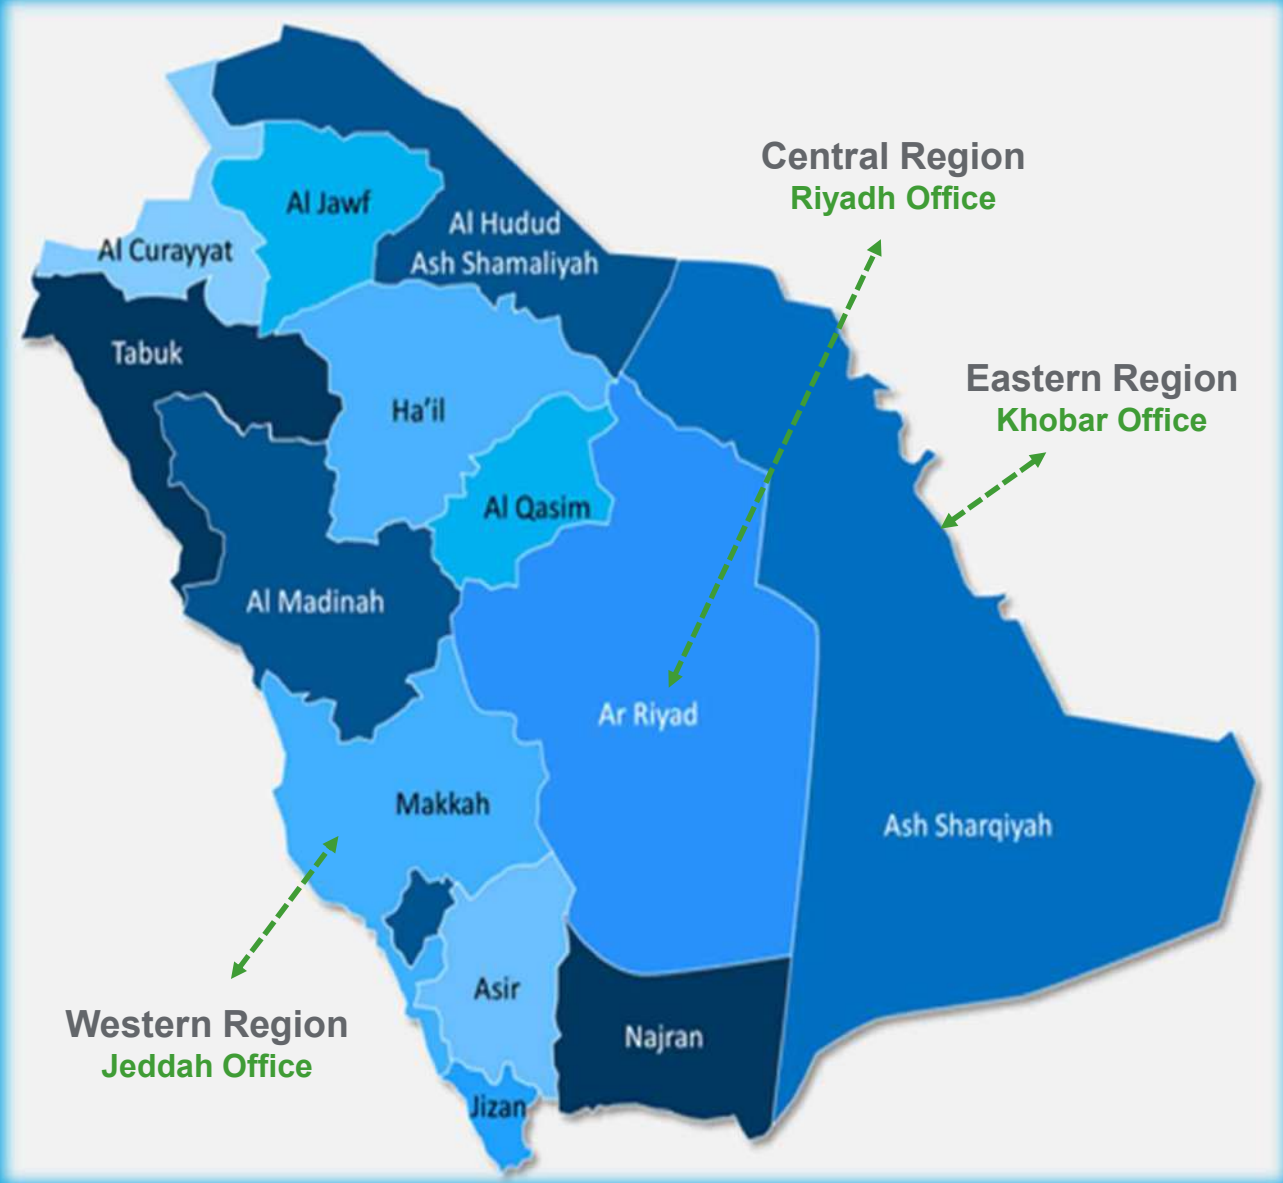 Central Region
Riyadh Office
Al Jawf
Al Hudud
Ash Shamaliyah
Al Curayyat
Tabuk
Eastern Region
Khobar Office
Ha'il
Al Qasim
Al Madinah
Ar Riyad
Makkah
Ash Sharqiyah
Asir
Western Region
Jeddah Office
Najran
Jizan